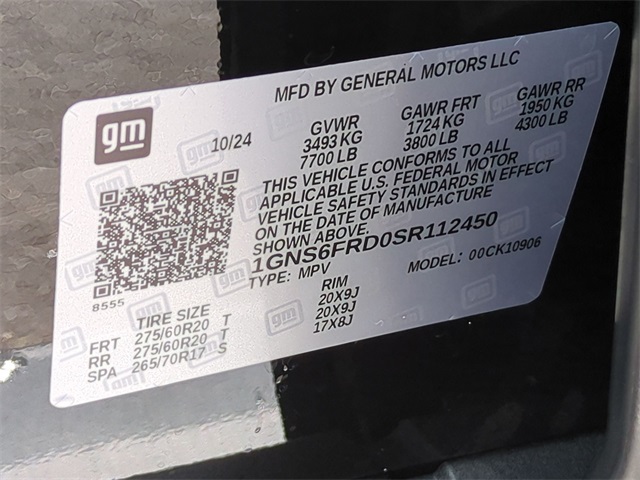 MFD BY GENERAL MOTORS LLC
gm
10/24
GVWR GAWR FRT GAWR RR
3493 KG 1724 KG 1950 KG
7700 LB 3800 LB 4300 LB
THIS VEHICLE CONFORMS TO ALL
APPLICABLE U.S. FEDERAL MOTOR
VEHICLE SAFETY STANDARDS IN EFFECT
ON THE DATE OF MANUFACTURE
SHOWN ABOVE.
1GNS6FRD0SR112450
TYPE: MPV MODEL: 00CK10906
8555
TIRE SIZE RIM
FRT 275/60R20 T 20X9J
RR 275/60R20 T 20X9J
SPA 265/70R17 S 17X8J